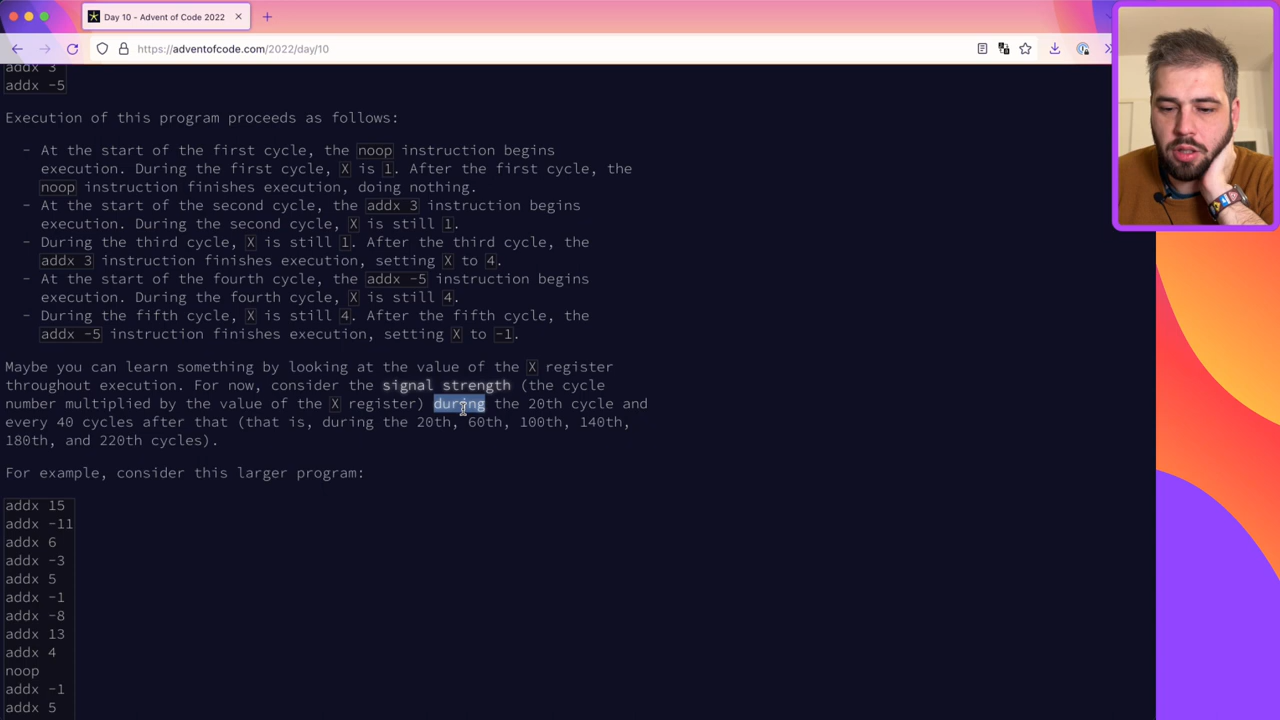 Day 10 - Advent of Code 2022
https://adventofcode.com/2022/day/10
addx 3
addx -5
Execution of this program proceeds as follows:
- At the start of the first cycle, the noop instruction begins
execution. During the first cycle, X is 1. After the first cycle, the
noop instruction finishes execution, doing nothing.
- At the start of the second cycle, the addx 3 instruction begins
execution. During the second cycle, X is still 1.
- During the third cycle, X is still 1. After the third cycle, the
addx 3 instruction finishes execution, setting X to 4.
- At the start of the fourth cycle, the addx -5 instruction begins
execution. During the fourth cycle, X is still 4.
- During the fifth cycle, X is still 4. After the fifth cycle, the
addx -5 instruction finishes execution, setting X to -1.
Maybe you can learn something by looking at the value of the X register
throughout execution. For now, consider the signal strength (the cycle
number multiplied by the value of the X register) during the 20th cycle and
every 40 cycles after that (that is, during the 20th, 60th, 100th, 140th,
180th, and 220th cycles).
For example, consider this larger program:
addx 15
addx -11
addx 6
addx -3
addx 5
addx -1
addx -8
addx 13
addx 4
noop
addx -1
addx 5